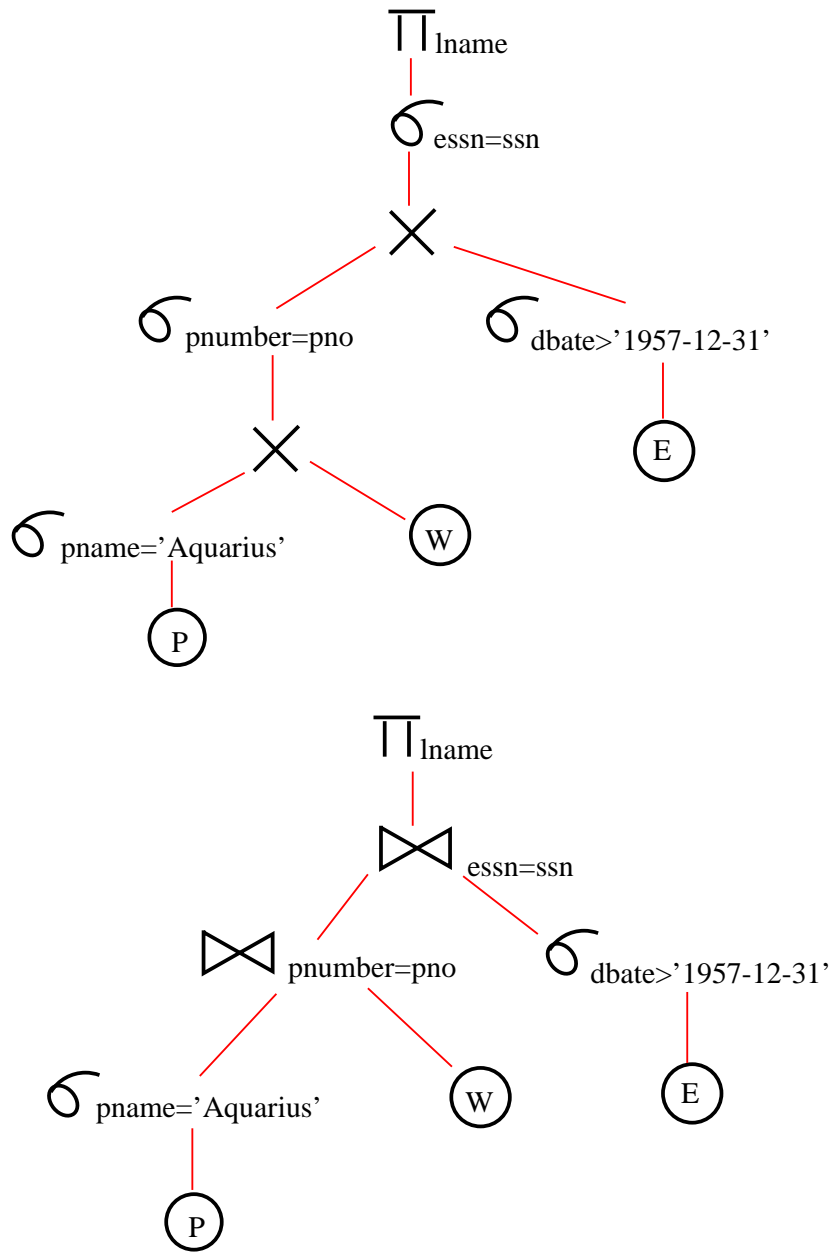 ∏ lname
σ essn=ssn
×
σ pnumber=pno
σ dbate>'1957-12-31'
×
E
σ pname='Aquarius'
W
P
∏ lname
⋈ essn=ssn
⋈ pnumber=pno
σ dbate>'1957-12-31'
σ pname='Aquarius'
W
E
P